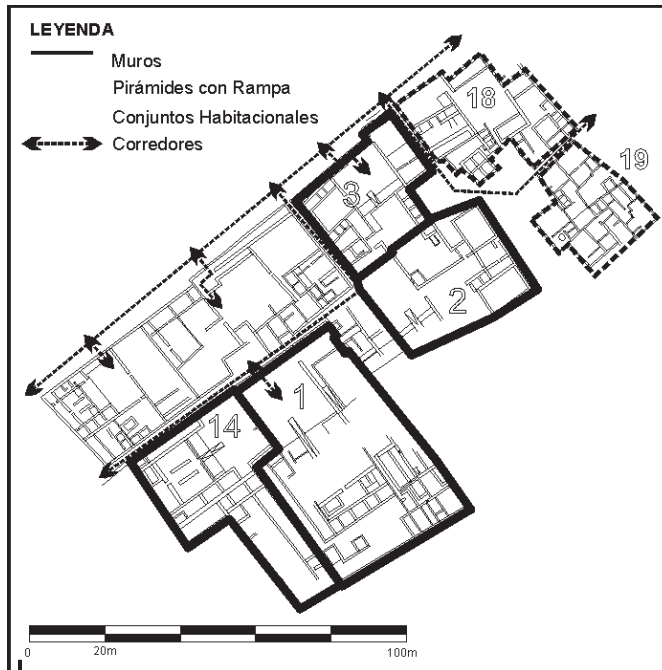 LEYENDA
Muros
Pirámides con Rampa
Conjuntos Habitacionales
Corredores
18
19
3
2
1
14
0 20m 100m